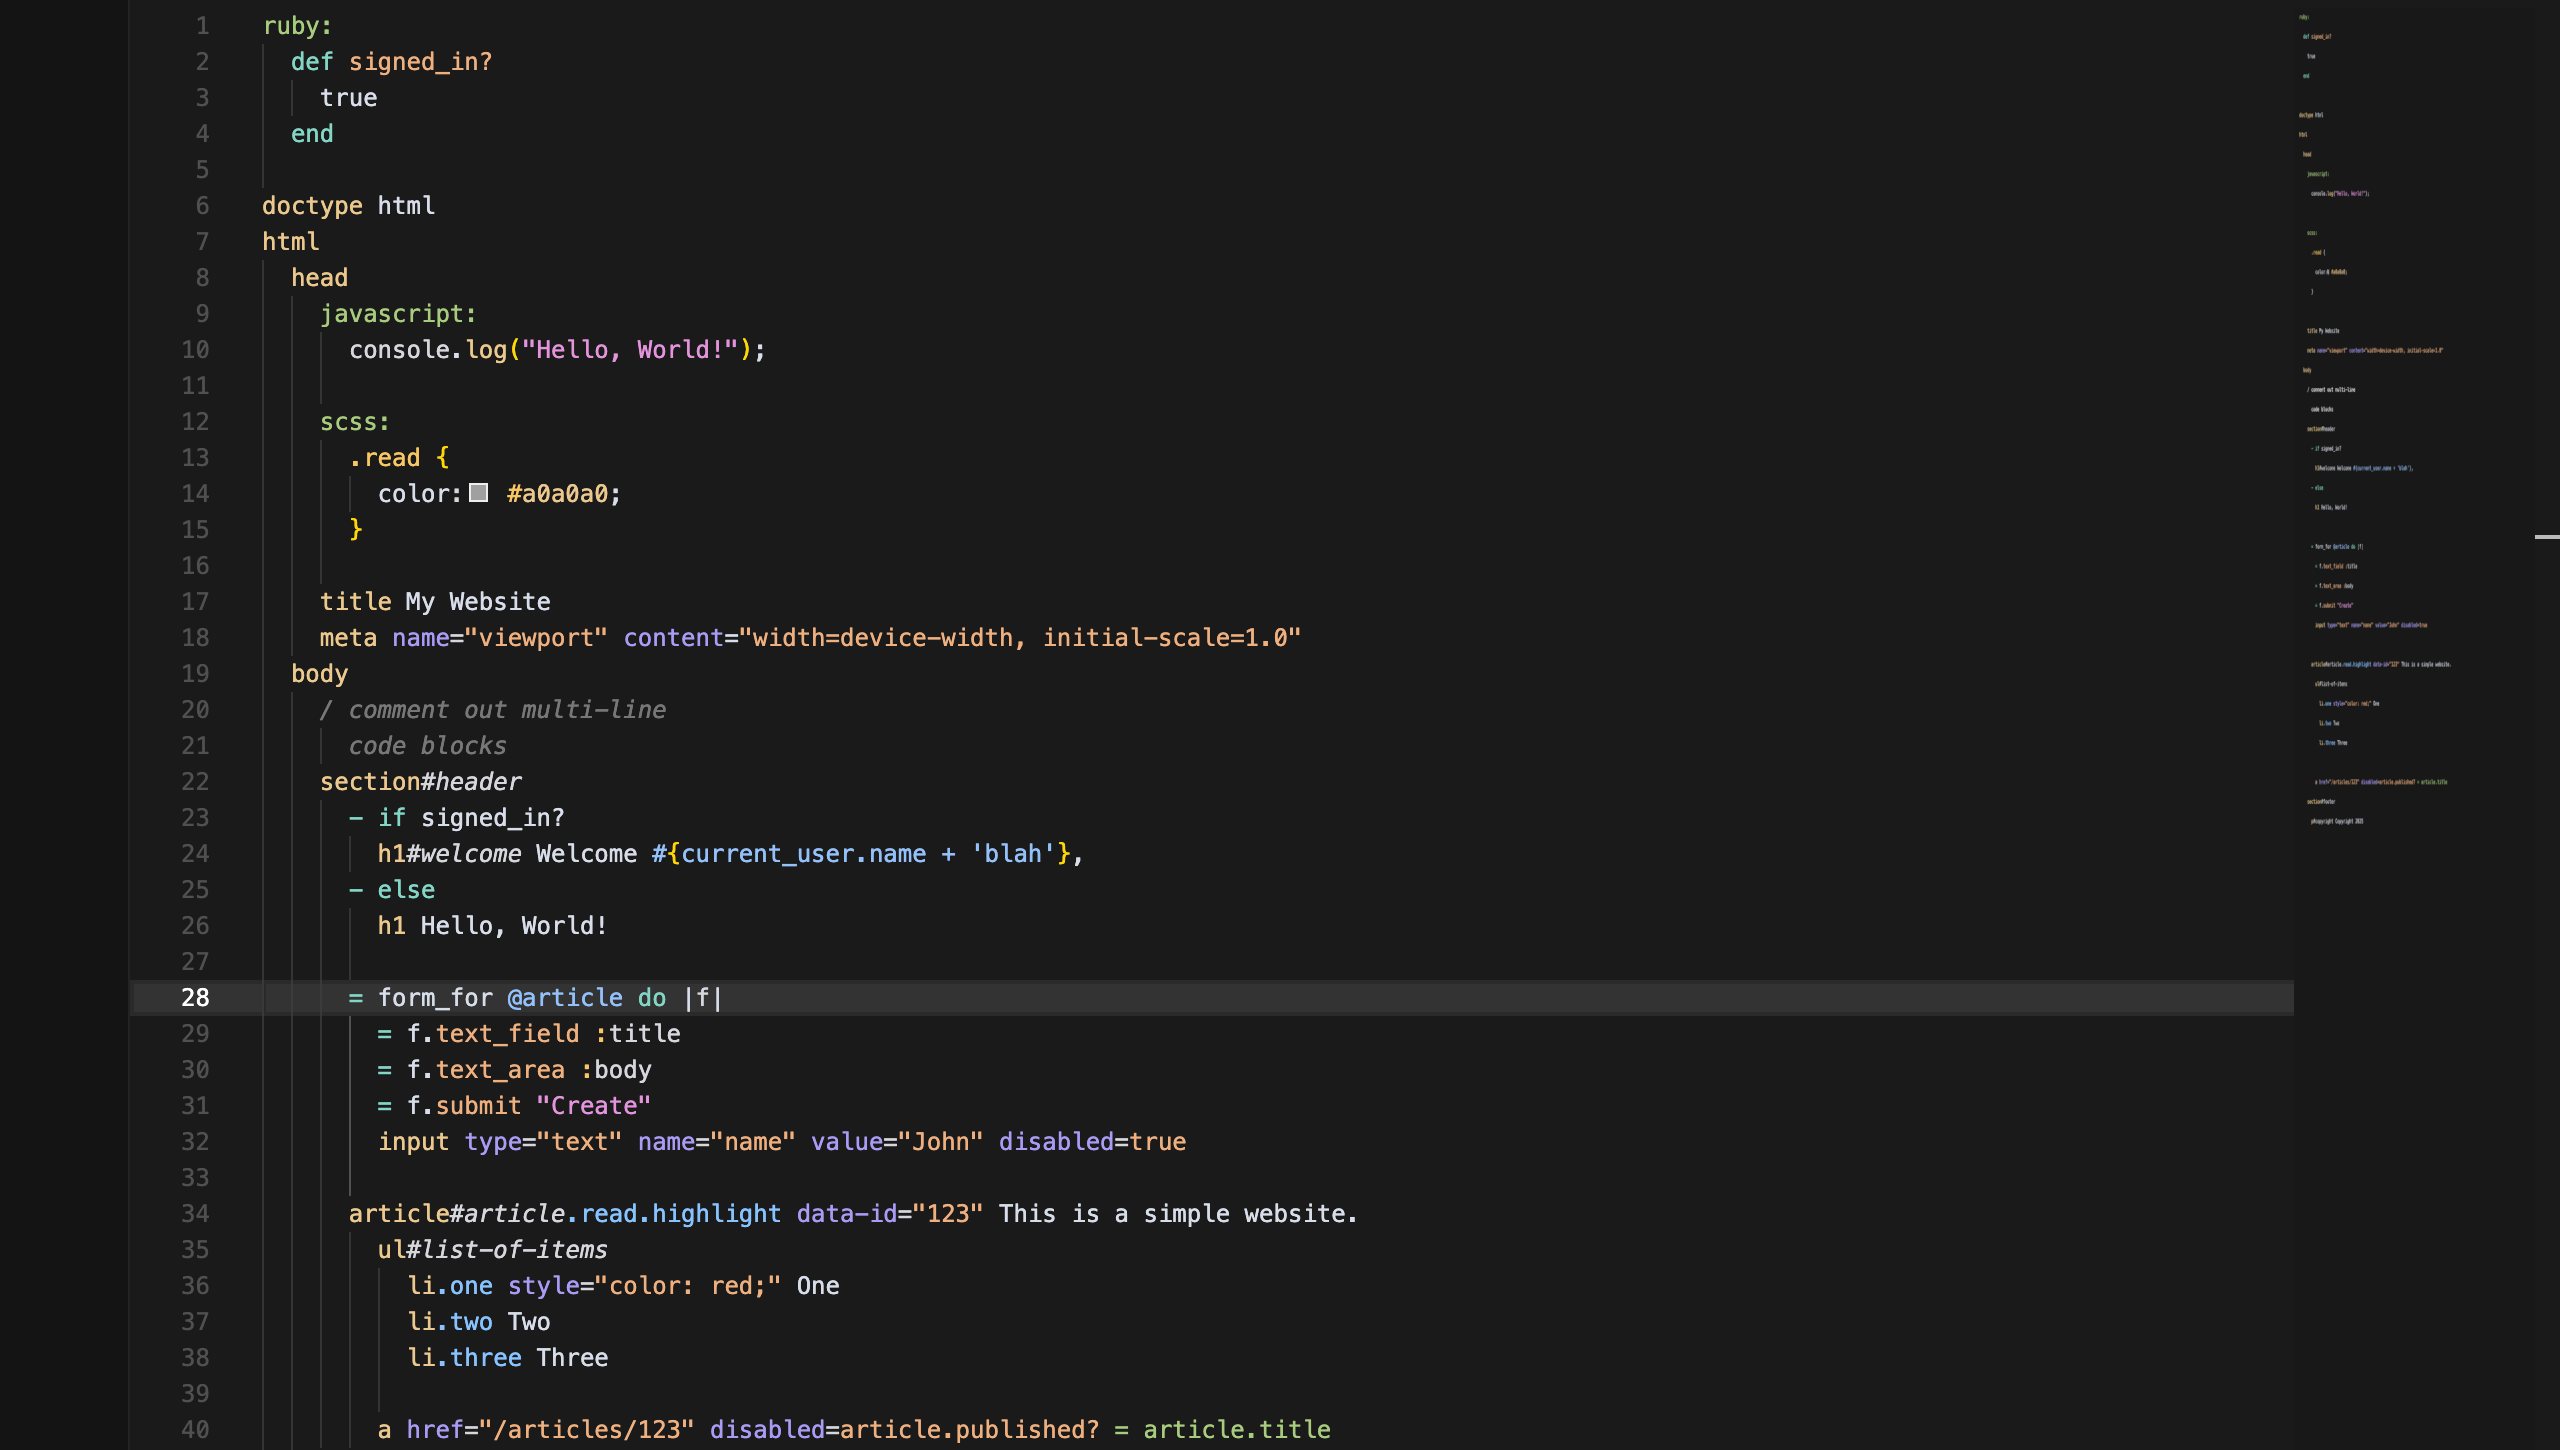 1 ruby:
2   def signed_in?
3     true
4   end
5
6 doctype html
7 html
8   head
9     javascript:
10       console.log("Hello, World!");
11
12     scss:
13       .read {
14         color: #a0a0a0;
15       }
16
17     title My Website
18     meta name="viewport" content="width=device-width, initial-scale=1.0"
19   body
20     / comment out multi-line
21       code blocks
22     section#header
23       - if signed_in?
24         h1#welcome Welcome #{current_user.name + 'blah'},
25       - else
26         h1 Hello, World!
27
28       = form_for @article do |f|
29         = f.text_field :title
30         = f.text_area :body
31         = f.submit "Create"
32         input type="text" name="name" value="John" disabled=true
33
34       article#article.read.highlight data-id="123" This is a simple website.
35         ul#list-of-items
36           li.one style="color: red;" One
37           li.two Two
38           li.three Three
39
40         a href="/articles/123" disabled=article.published? = article.title